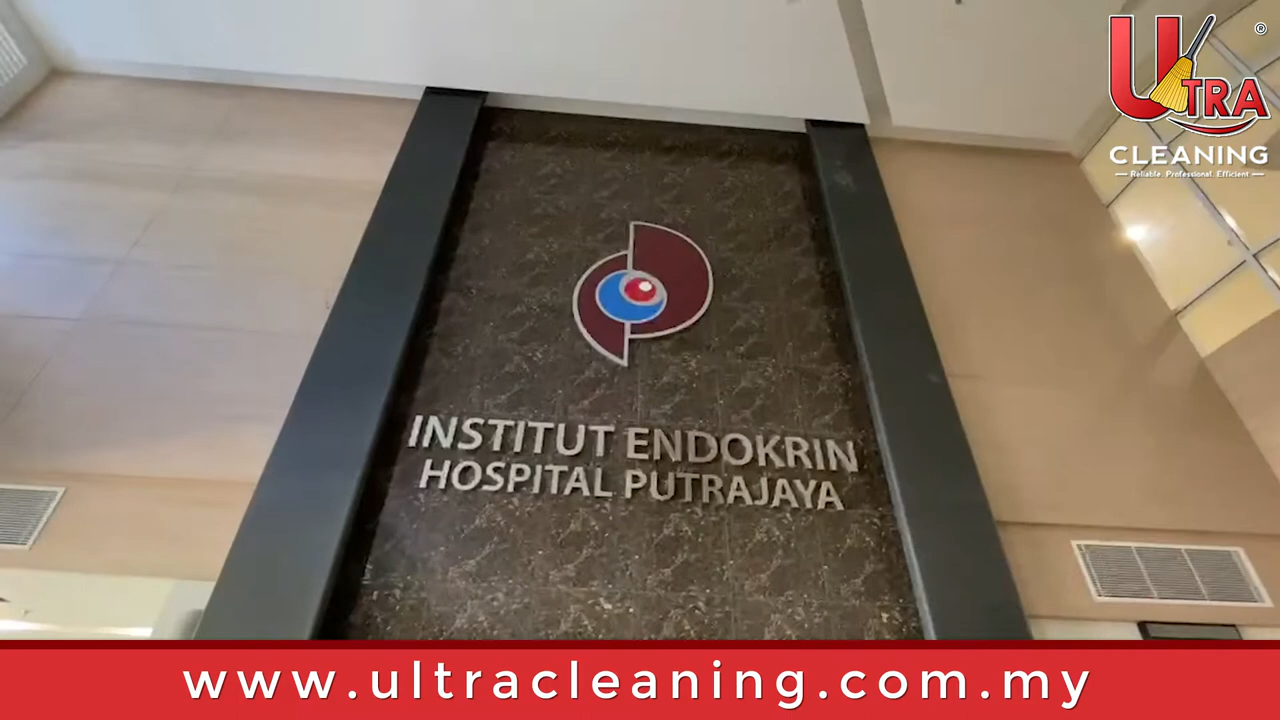 ULTRA
©
CLEANING
Reliable. Professional. Efficient
INSTITUT ENDOKRIN
HOSPITAL PUTRAJAYA
www.ultracleaning.com.my